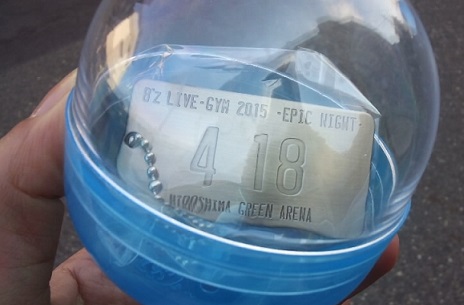 B'z LIVE-GYM 2015 -EPIC NIGHT-
4 18
HIROSHIMA GREEN ARENA